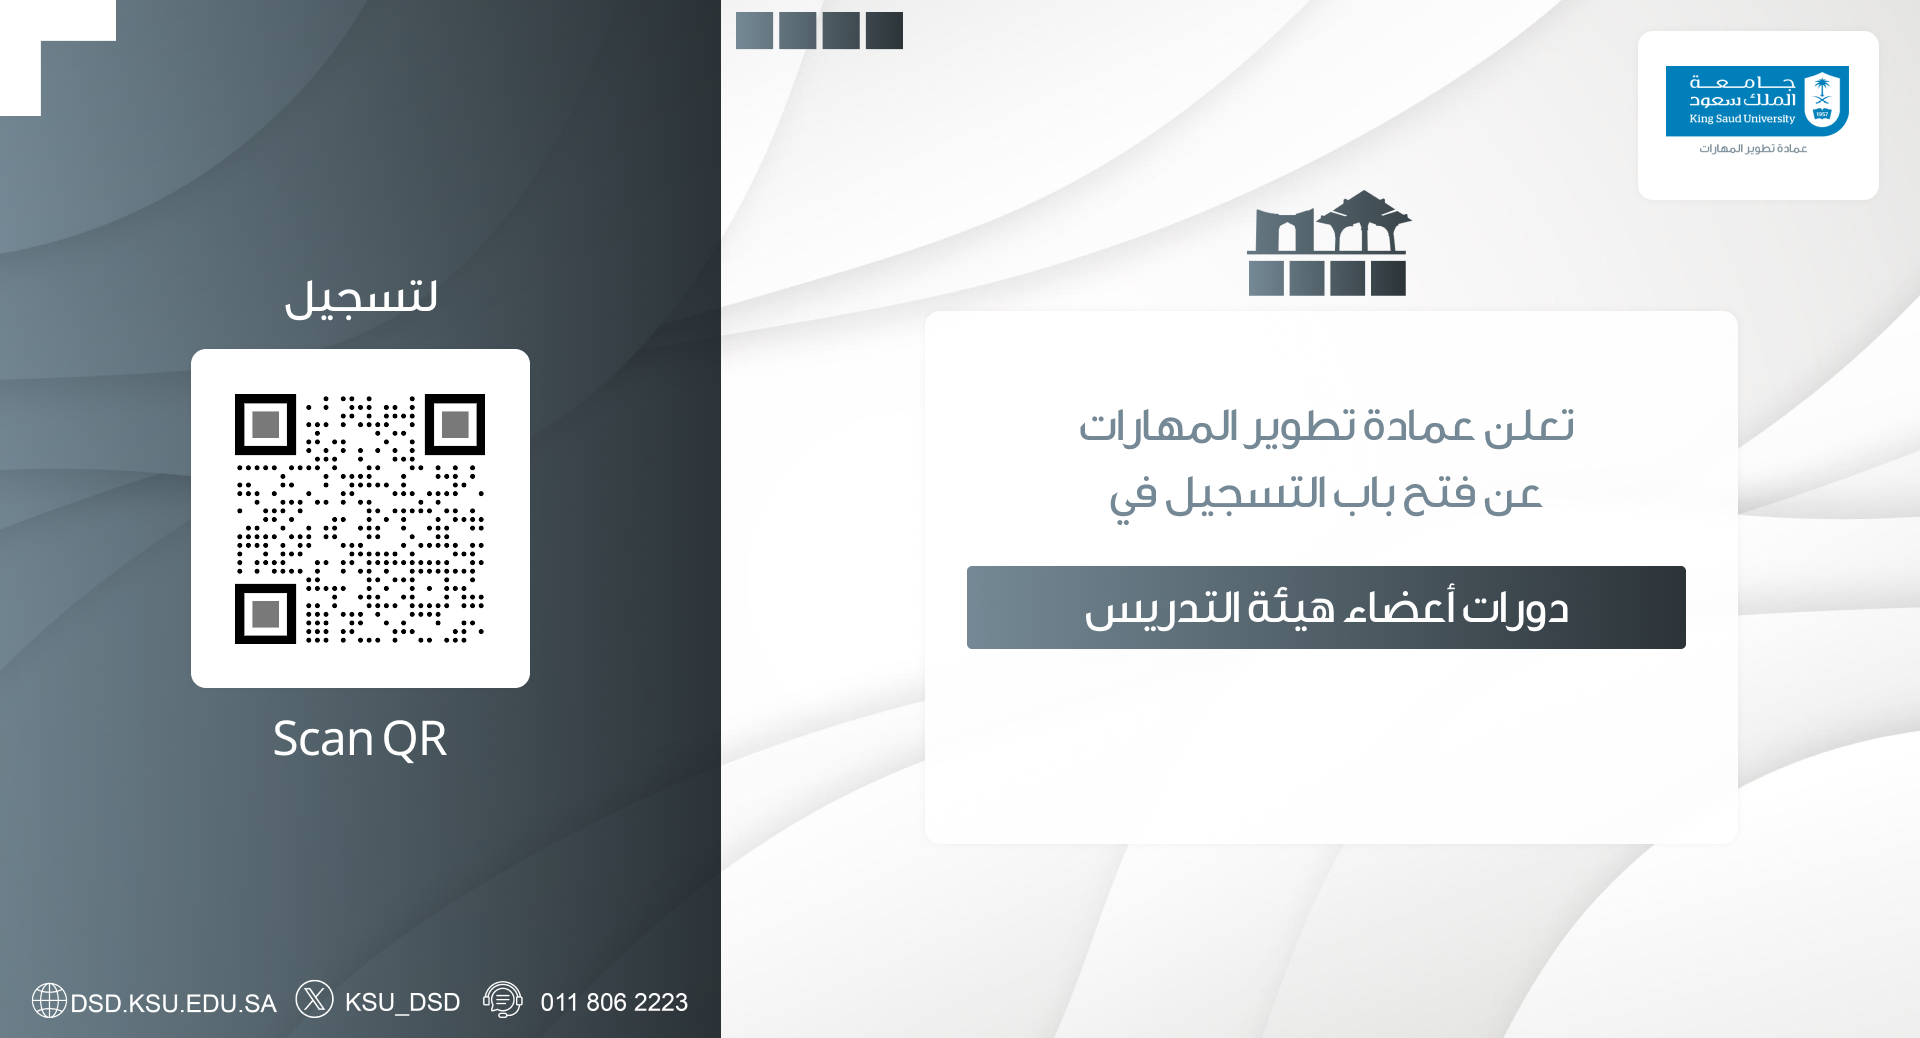 جامعة
الملك سعود
King Saud University
1957
عمادة تطوير المهارات
تعلن عمادة تطوير المهارات
عن فتح باب التسجيل في
دورات أعضاء هيئة التدريس
لتسجيل
Scan QR
DSD.KSU.EDU.SA
KSU_DSD
011 806 2223